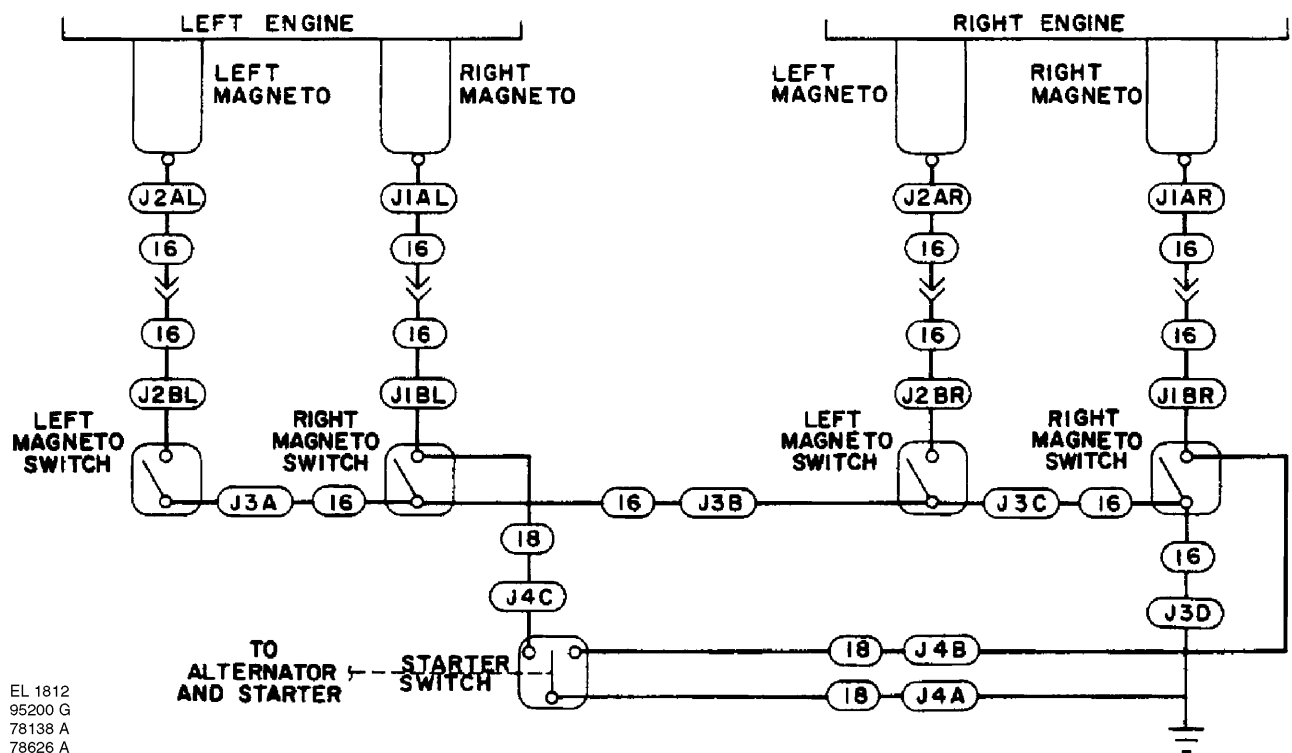 LEFT ENGINE
RIGHT ENGINE
LEFT
MAGNETO
RIGHT
MAGNETO
LEFT
MAGNETO
RIGHT
MAGNETO
J2AL
J1AL
J2AR
J1AR
16
16
16
16
16
16
16
16
J2BL
J1BL
J2BR
J1BR
LEFT
MAGNETO
SWITCH
RIGHT
MAGNETO
SWITCH
LEFT
MAGNETO
SWITCH
RIGHT
MAGNETO
SWITCH
J3A
16
16
J3B
J3C
16
18
16
J4C
J3D
TO
ALTERNATOR
AND STARTER
STARTER
SWITCH
18
J4B
18
J4A
EL 1812
95200 G
78138 A
78626 A